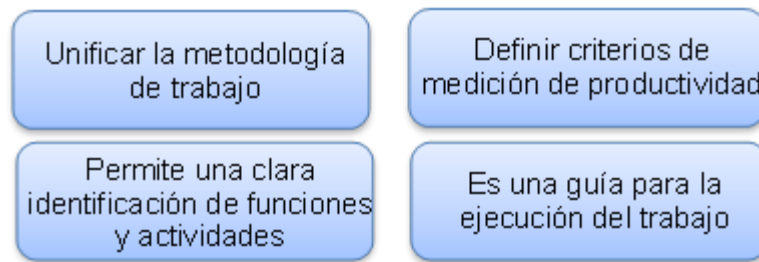 Unificar la metodología
de trabajo
Definir criterios de
medición de productividad
Permite una clara
identificación de funciones
y actividades
Es una guía para la
ejecución del trabajo